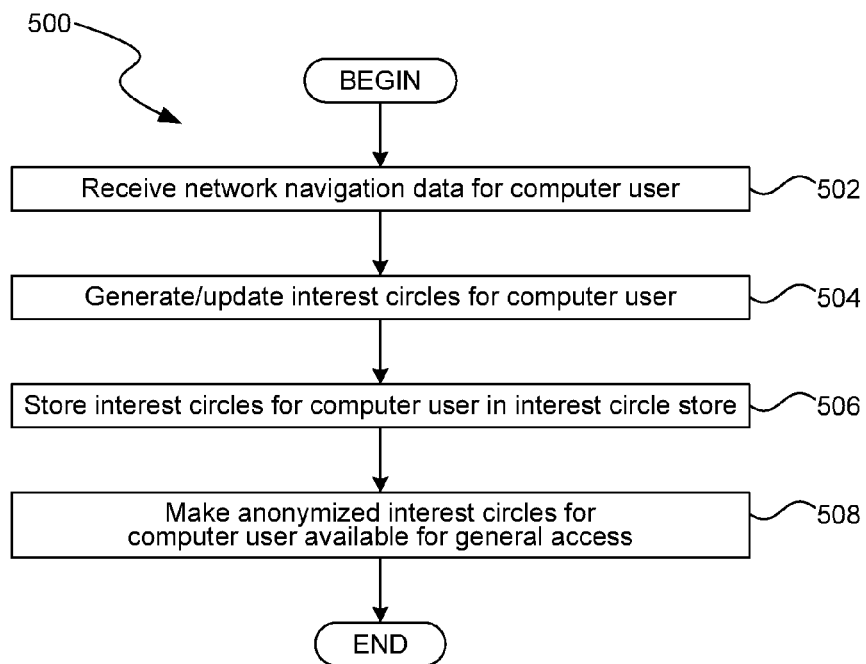 500
BEGIN
Receive network navigation data for computer user
502
Generate/update interest circles for computer user
504
Store interest circles for computer user in interest circle store
506
Make anonymized interest circles for
computer user available for general access
508
END